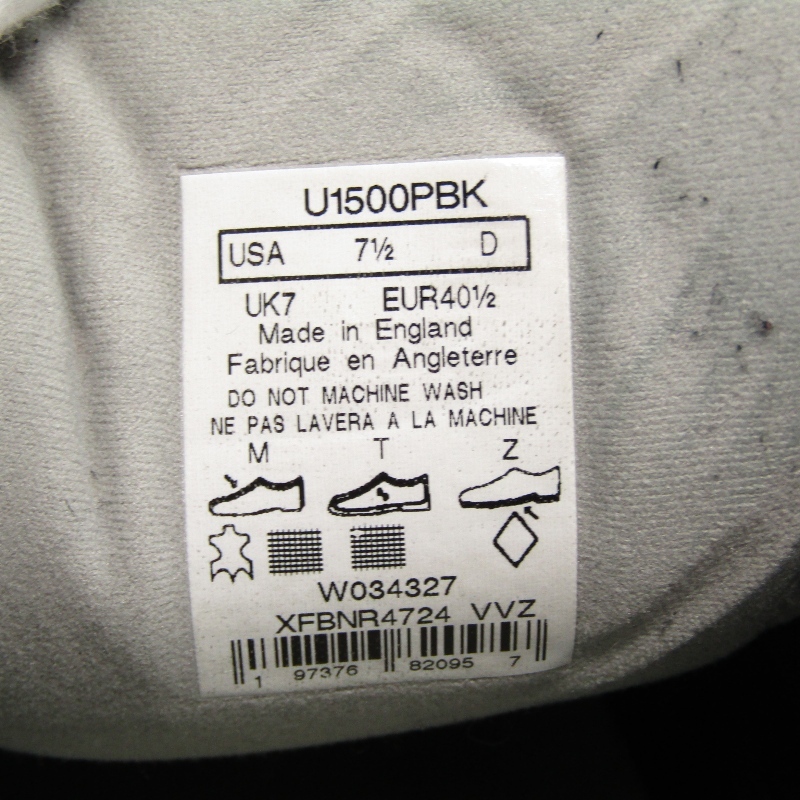 U1500PBK
USA 7½ D
UK7 EUR40½
Made in England
Fabrique en Angleterre
DO NOT MACHINE WASH
NE PAS LAVERA A LA MACHINE
M T Z
W034327
XFBNR4724 VVZ
1 97376 82095 7